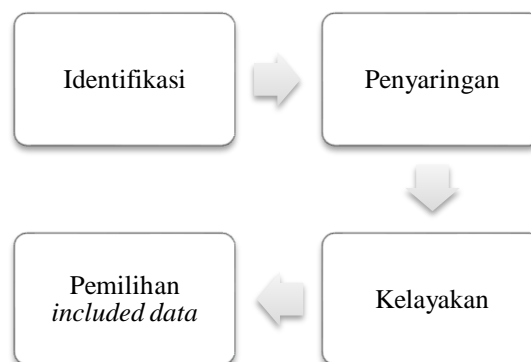 Identifikasi
Penyaringan
Kelayakan
Pemilihan
included data